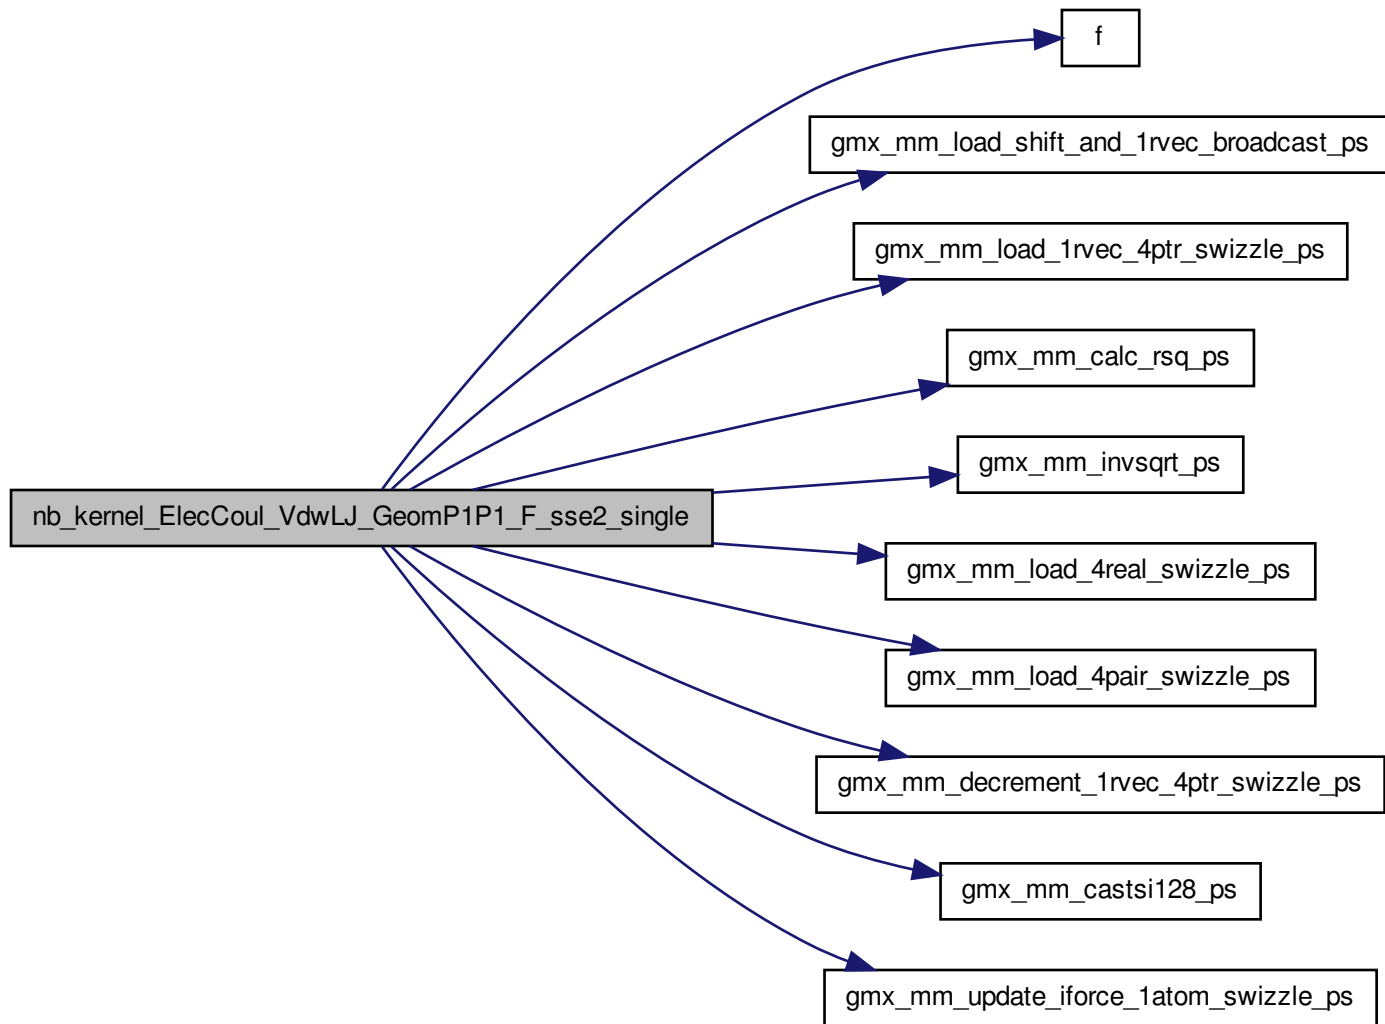 f
gmx_mm_load_shift_and_1rvec_broadcast_ps
gmx_mm_load_1rvec_4ptr_swizzle_ps
gmx_mm_calc_rsq_ps
gmx_mm_invsqrt_ps
nb_kernel_ElecCoul_VdwLJ_GeomP1P1_F_sse2_single
gmx_mm_load_4real_swizzle_ps
gmx_mm_load_4pair_swizzle_ps
gmx_mm_decrement_1rvec_4ptr_swizzle_ps
gmx_mm_castsi128_ps
gmx_mm_update_iforce_1atom_swizzle_ps